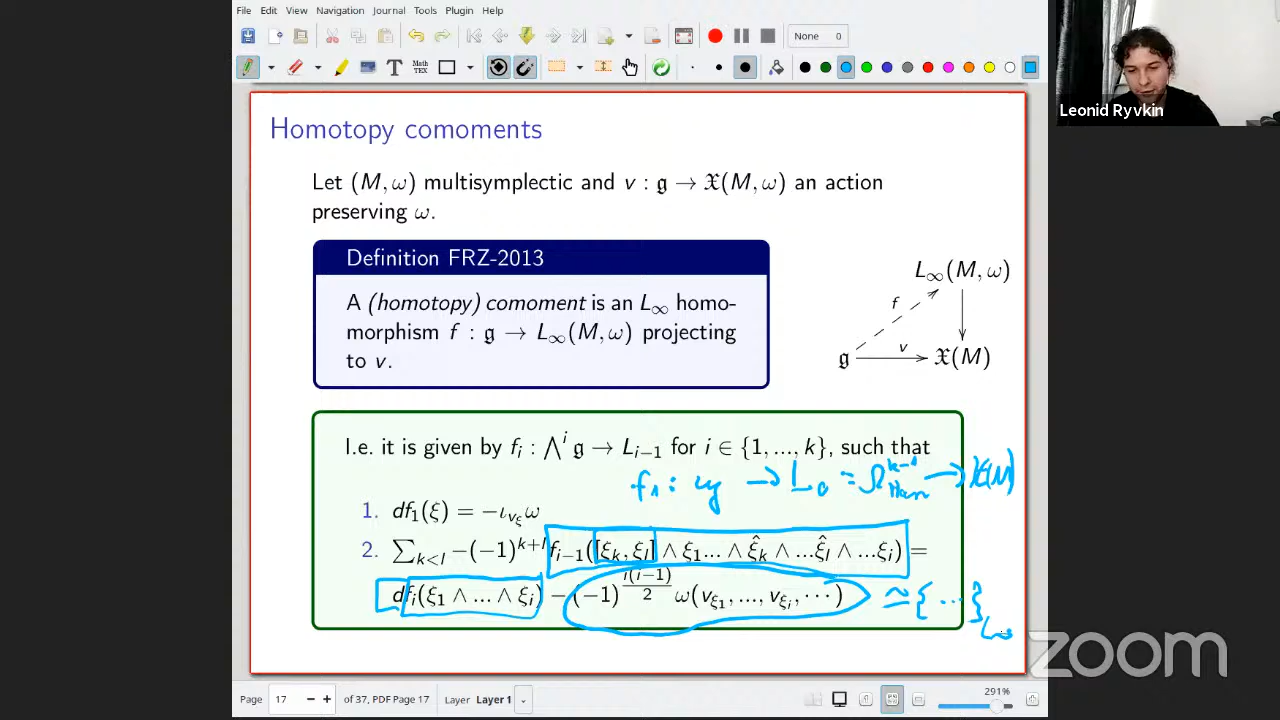 File Edit View Navigation Journal Tools Plugin Help
None 0
T MATH TEX
Leonid Ryvkin
Homotopy comoments
Let (M, ω) multisymplectic and v : 𝔤 → 𝔛(M, ω) an action
preserving ω.
Definition FRZ-2013
A (homotopy) comoment is an L∞ homo-
morphism f : 𝔤 → L∞(M, ω) projecting
to v.
L∞(M, ω)
f
v
𝔤 𝔛(M)
I.e. it is given by fᵢ : ⋀ⁱ 𝔤 → Lᵢ₋₁ for i ∈ {1, ..., k}, such that
f₁ : 𝔤 → L₀ = Ω^{k-1}_{Ham} → 𝔛(M)
1. df₁(ξ) = −ι_{v_ξ} ω
2. ∑_{k<l} −(−1)^{k+l} f_{i−1}([ξ_k, ξ_l] ∧ ξ₁... ∧ ξ̂_k ∧ ...ξ̂_l ∧ ...ξᵢ) =
dfᵢ(ξ₁ ∧ ... ∧ ξᵢ) − (−1)^{i(i−1)/2} ω(v_{ξ₁}, ..., v_{ξᵢ}, ···) ≃ {...}_{L∞}
zoom
Page 17 of 37, PDF Page 17 Layer Layer 1 291%